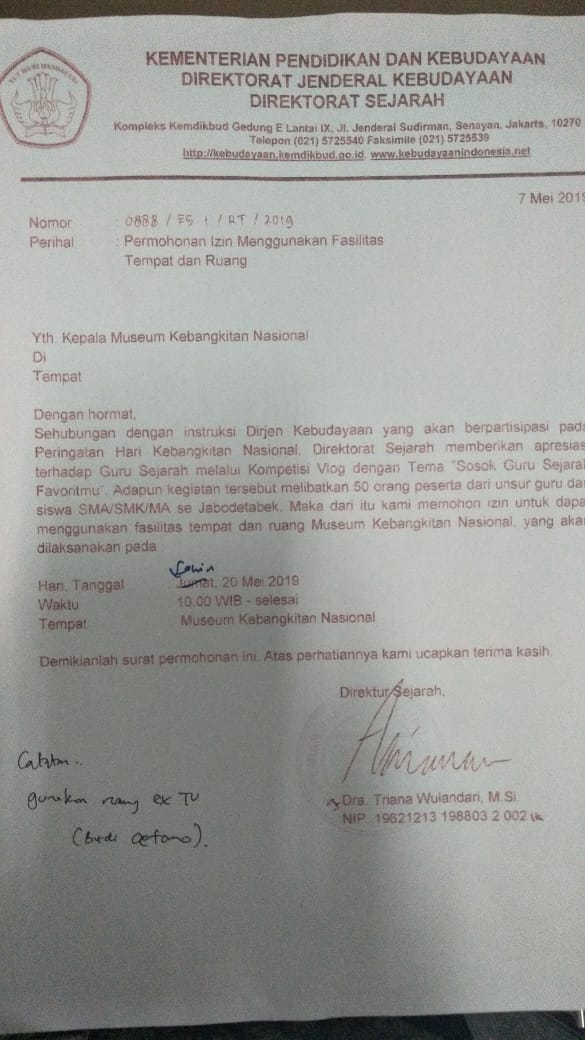 TUT WURI HANDAYANI
KEMENTERIAN PENDIDIKAN DAN KEBUDAYAAN
DIREKTORAT JENDERAL KEBUDAYAAN
DIREKTORAT SEJARAH
Kompleks Kemdikbud Gedung E Lantai IX, Jl. Jenderal Sudirman, Senayan, Jakarta, 10270
Telepon (021) 5725540 Faksimile (021) 5725539
http://kebudayaan.kemdikbud.go.id, www.kebudayaanindonesia.net
7 Mei 2019
Nomor : 0888 / / RT / 2019
Perihal : Permohonan Izin Menggunakan Fasilitas
Tempat dan Ruang
Yth. Kepala Museum Kebangkitan Nasional
Di
Tempat
Dengan hormat,
Sehubungan dengan instruksi Dirjen Kebudayaan yang akan berpartisipasi pada
Peringatan Hari Kebangkitan Nasional, Direktorat Sejarah memberikan apresias
terhadap Guru Sejarah melalui Kompetisi Vlog dengan Tema "Sosok Guru Sejarah
Favoritmu". Adapun kegiatan tersebut melibatkan 50 orang peserta dari unsur guru dan
siswa SMA/SMK/MA se Jabodetabek. Maka dari itu kami memohon izin untuk dapa
menggunakan fasilitas tempat dan ruang Museum Kebangkitan Nasional, yang aka
dilaksanakan pada :
Senin
Hari, Tanggal : Jumat, 20 Mei 2019
Waktu : 10.00 WIB - selesai
Tempat : Museum Kebangkitan Nasional
Demikianlah surat permohonan ini. Atas perhatiannya kami ucapkan terima kasih.
Direktur Sejarah,
Catatan :
gunakan ruang ex TU
(Budi Oetomo).
Dra. Triana Wulandari, M.Si.
NIP. 19621213 198803 2 002